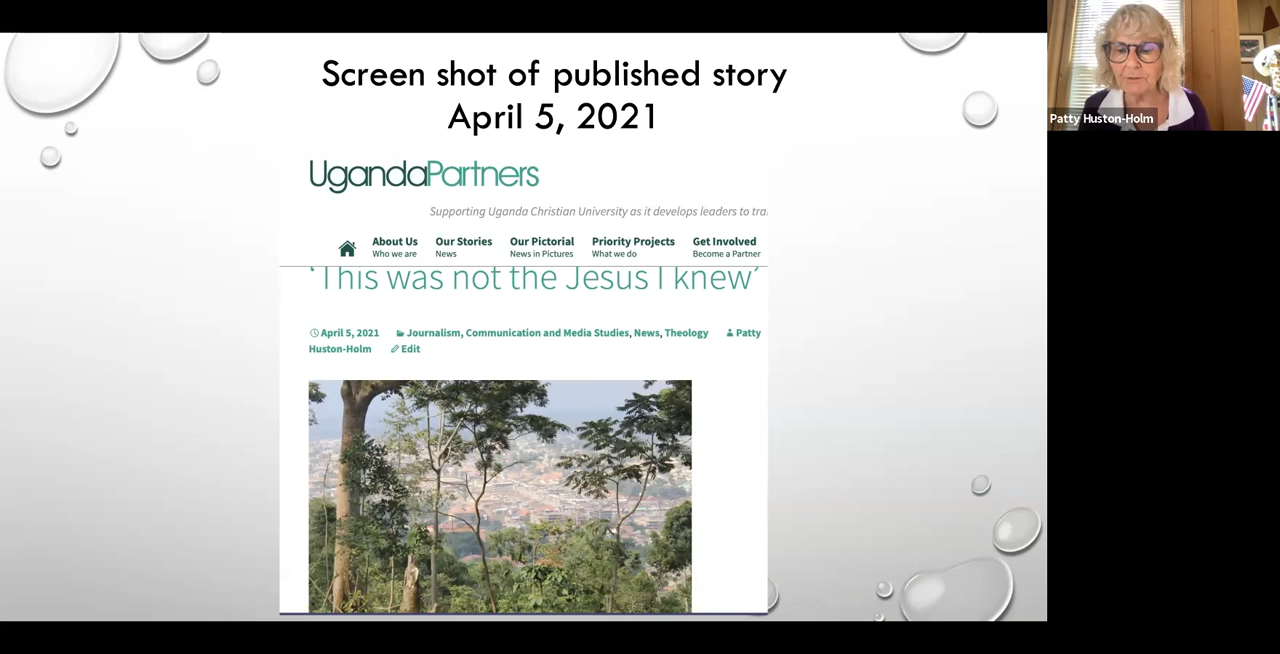 Screen shot of published story
April 5, 2021
UgandaPartners
Supporting Uganda Christian University as it develops leaders to tra
About Us Our Stories Our Pictorial Priority Projects Get Involved
Who we are News News in Pictures What we do Become a Partner
‘This was not the Jesus I knew’
April 5, 2021 Journalism, Communication and Media Studies, News, Theology Patty
Huston-Holm Edit
Patty Huston-Holm